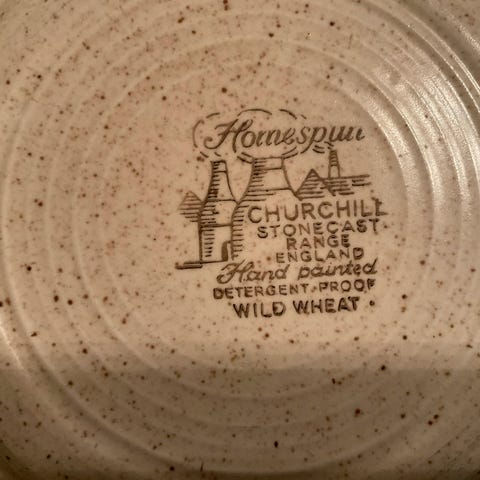 Homespun
CHURCHILL
STONECAST
RANGE
ENGLAND
Hand painted
DETERGENT-PROOF
WILD WHEAT